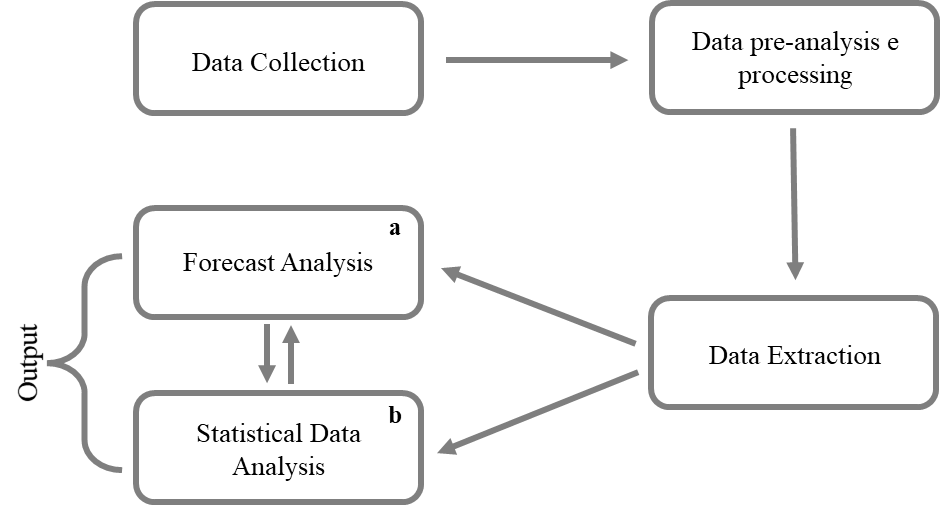 Data Collection
Data pre-analysis e
processing
a
Forecast Analysis
Data Extraction
b
Statistical Data
Analysis
Output